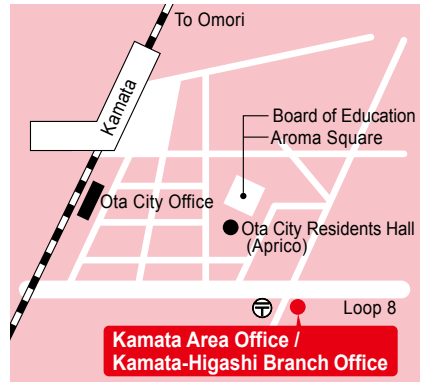 To Omori
Kamata
Board of Education
Aroma Square
Ota City Office
Ota City Residents Hall
(Aprico)
〒
Loop 8
Kamata Area Office /
Kamata-Higashi Branch Office